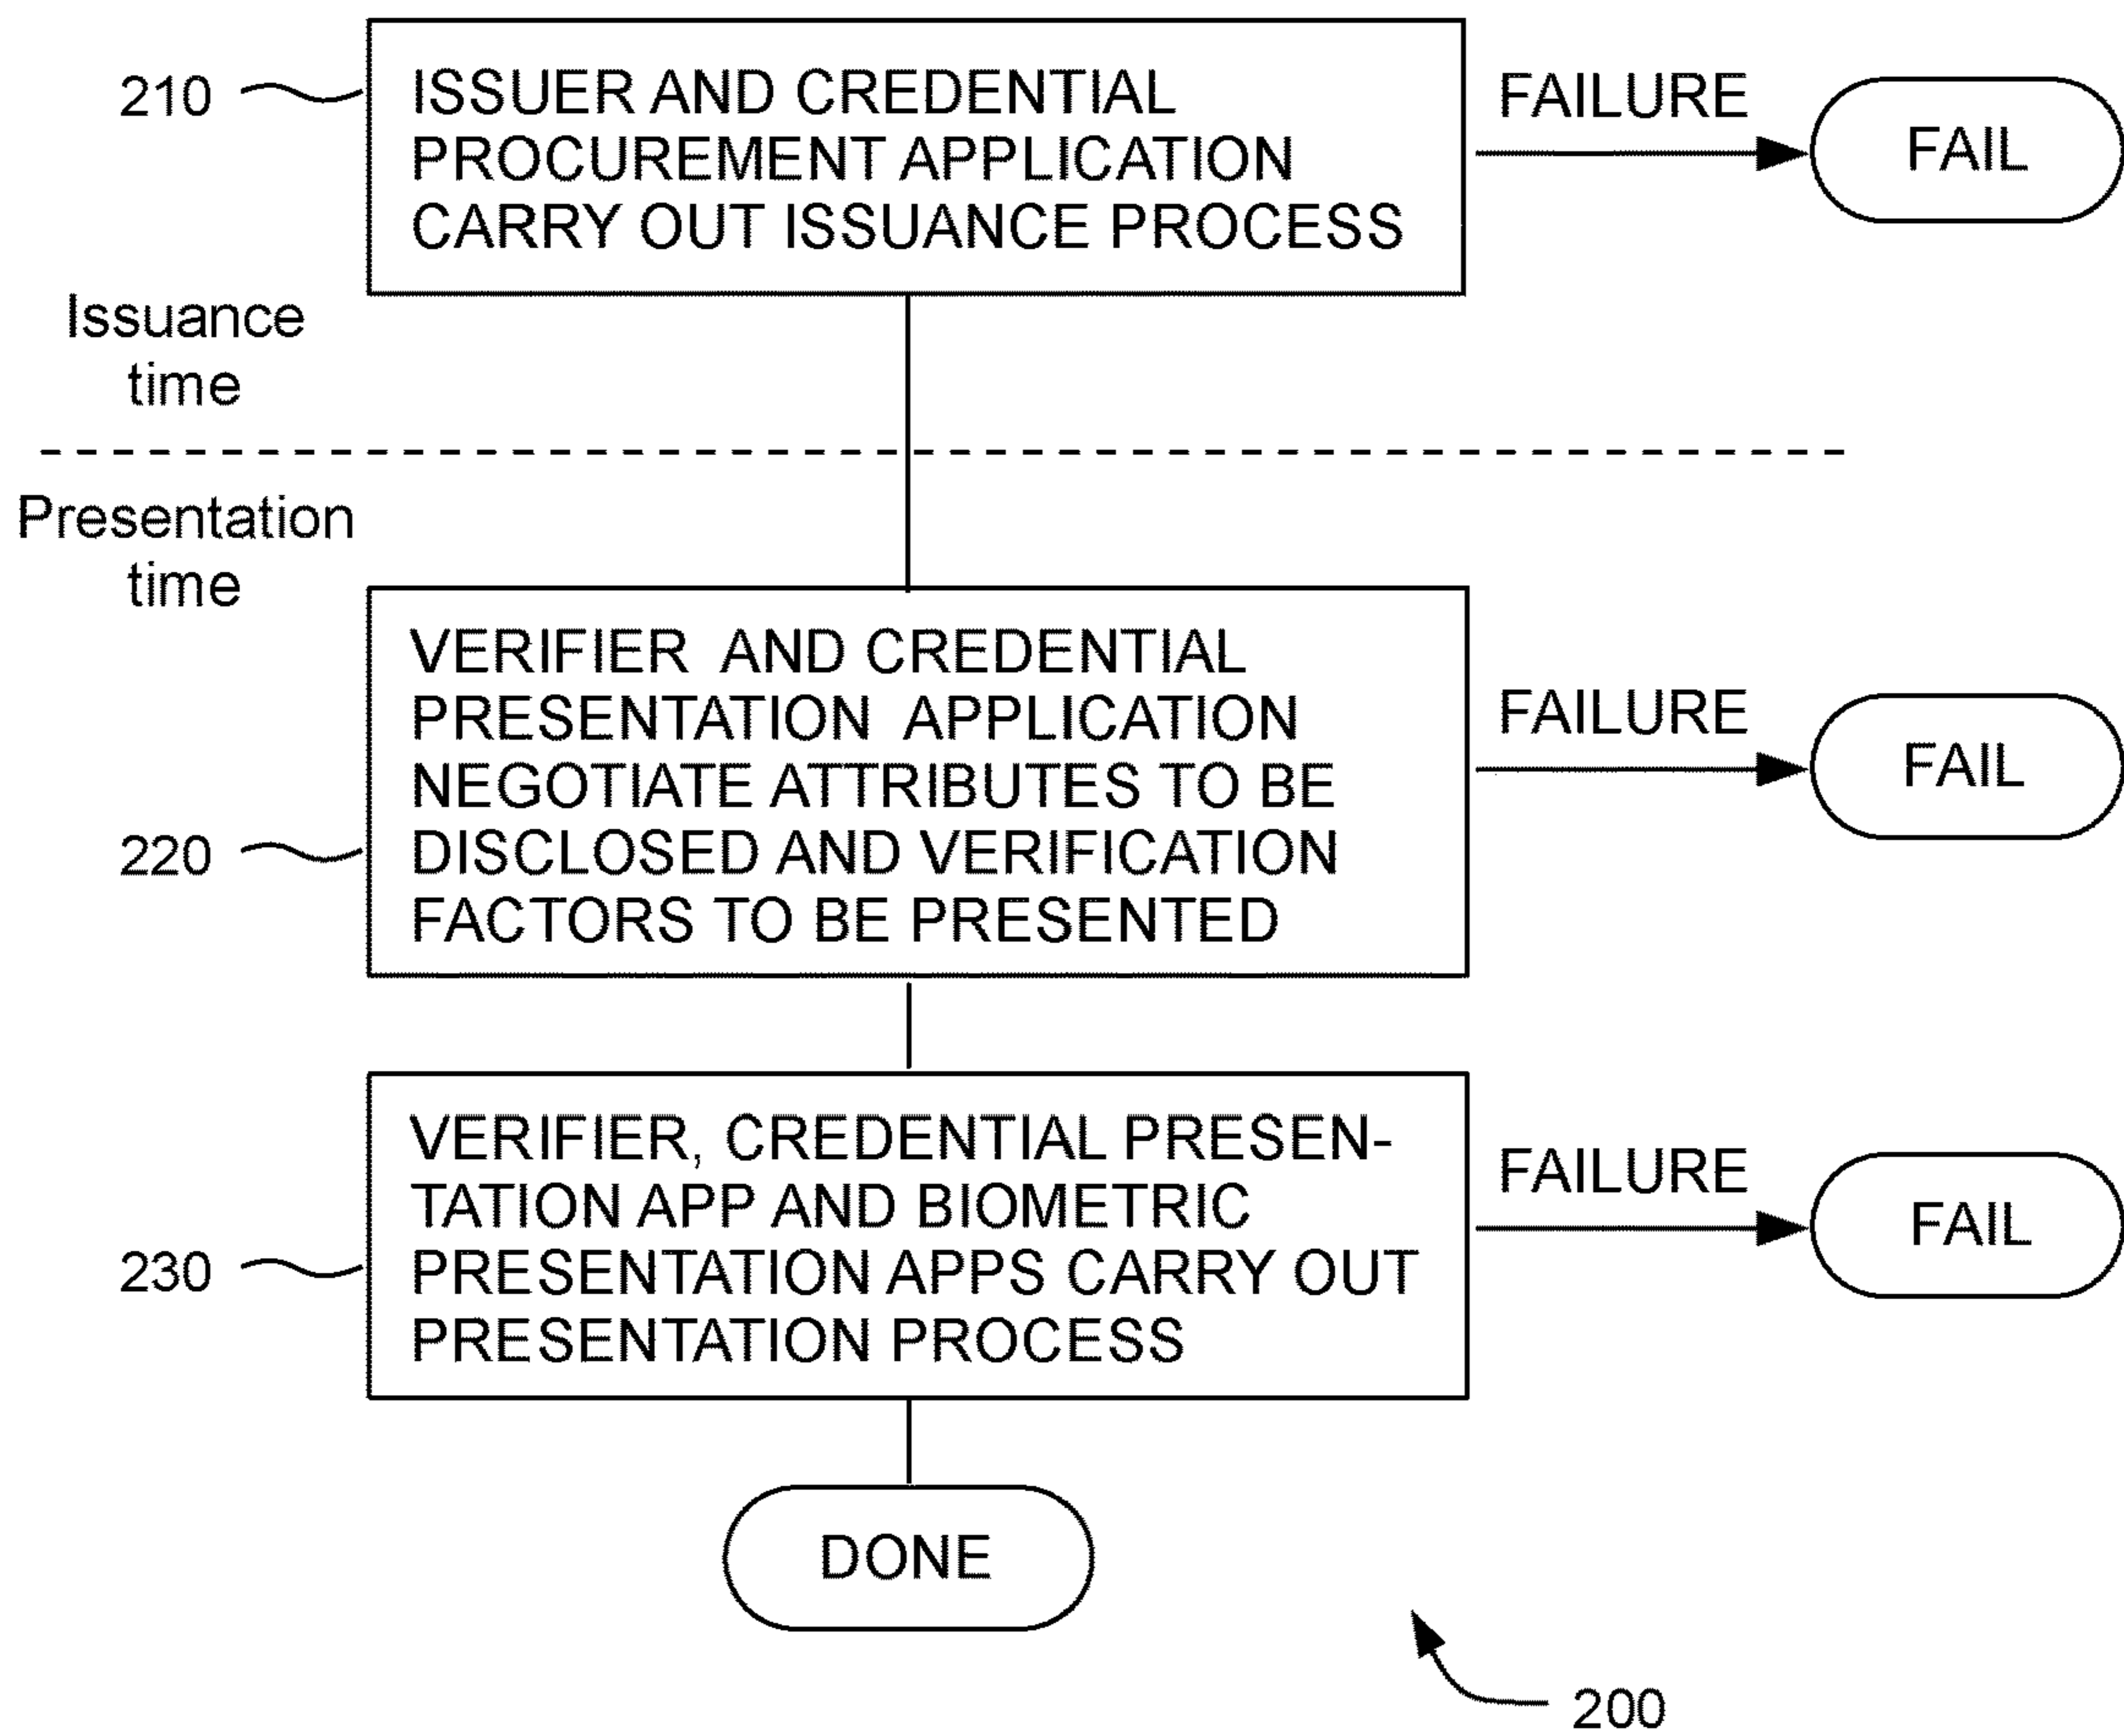 210
ISSUER AND CREDENTIAL
PROCUREMENT APPLICATION
CARRY OUT ISSUANCE PROCESS
FAILURE
FAIL
Issuance
time
Presentation
time
220
VERIFIER AND CREDENTIAL
PRESENTATION APPLICATION
NEGOTIATE ATTRIBUTES TO BE
DISCLOSED AND VERIFICATION
FACTORS TO BE PRESENTED
FAILURE
FAIL
230
VERIFIER, CREDENTIAL PRESEN-
TATION APP AND BIOMETRIC
PRESENTATION APPS CARRY OUT
PRESENTATION PROCESS
FAILURE
FAIL
DONE
200